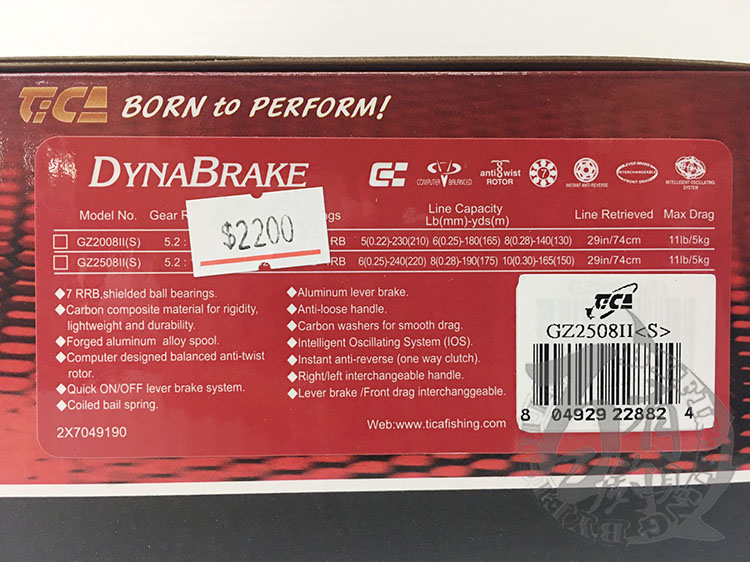 TiCA BORN to PERFORM!
DYNABRAKE
COMPUTER BALANCED
anti twist ROTOR
7
INSTANT ANTI-REVERSE
LEVER BRAKE INTERCHANGEABLE FRONT DRAG
INTELLIGENT OSCILLATING SYSTEM
Model No. Gear Line Capacity Lb(mm)-yds(m) Line Retrieved Max Drag
GZ2008II(S) 5.2 : RB 5(0.22)-230(210) 6(0.25)-180(165) 8(0.28)-140(130) 29in/74cm 11lb/5kg
GZ2508II(S) 5.2 : RB 6(0.25)-240(220) 8(0.28)-190(175) 10(0.30)-165(150) 29in/74cm 11lb/5kg
$2200
◆7 RRB,shielded ball bearings.
◆Carbon composite material for rigidity,
lightweight and durability.
◆Forged aluminum alloy spool.
◆Computer designed balanced anti-twist
rotor.
◆Quick ON/OFF lever brake system.
◆Coiled bail spring.
◆Aluminum lever brake.
◆Anti-loose handle.
◆Carbon washers for smooth drag.
◆Intelligent Oscillating System (IOS).
◆Instant anti-reverse (one way clutch).
◆Right/left interchangeable handle.
◆Lever brake /Front drag interchanggeable.
2X7049190
Web:www.ticafishing.com
TiCA
GZ2508II<S>
8 04929 22882 4